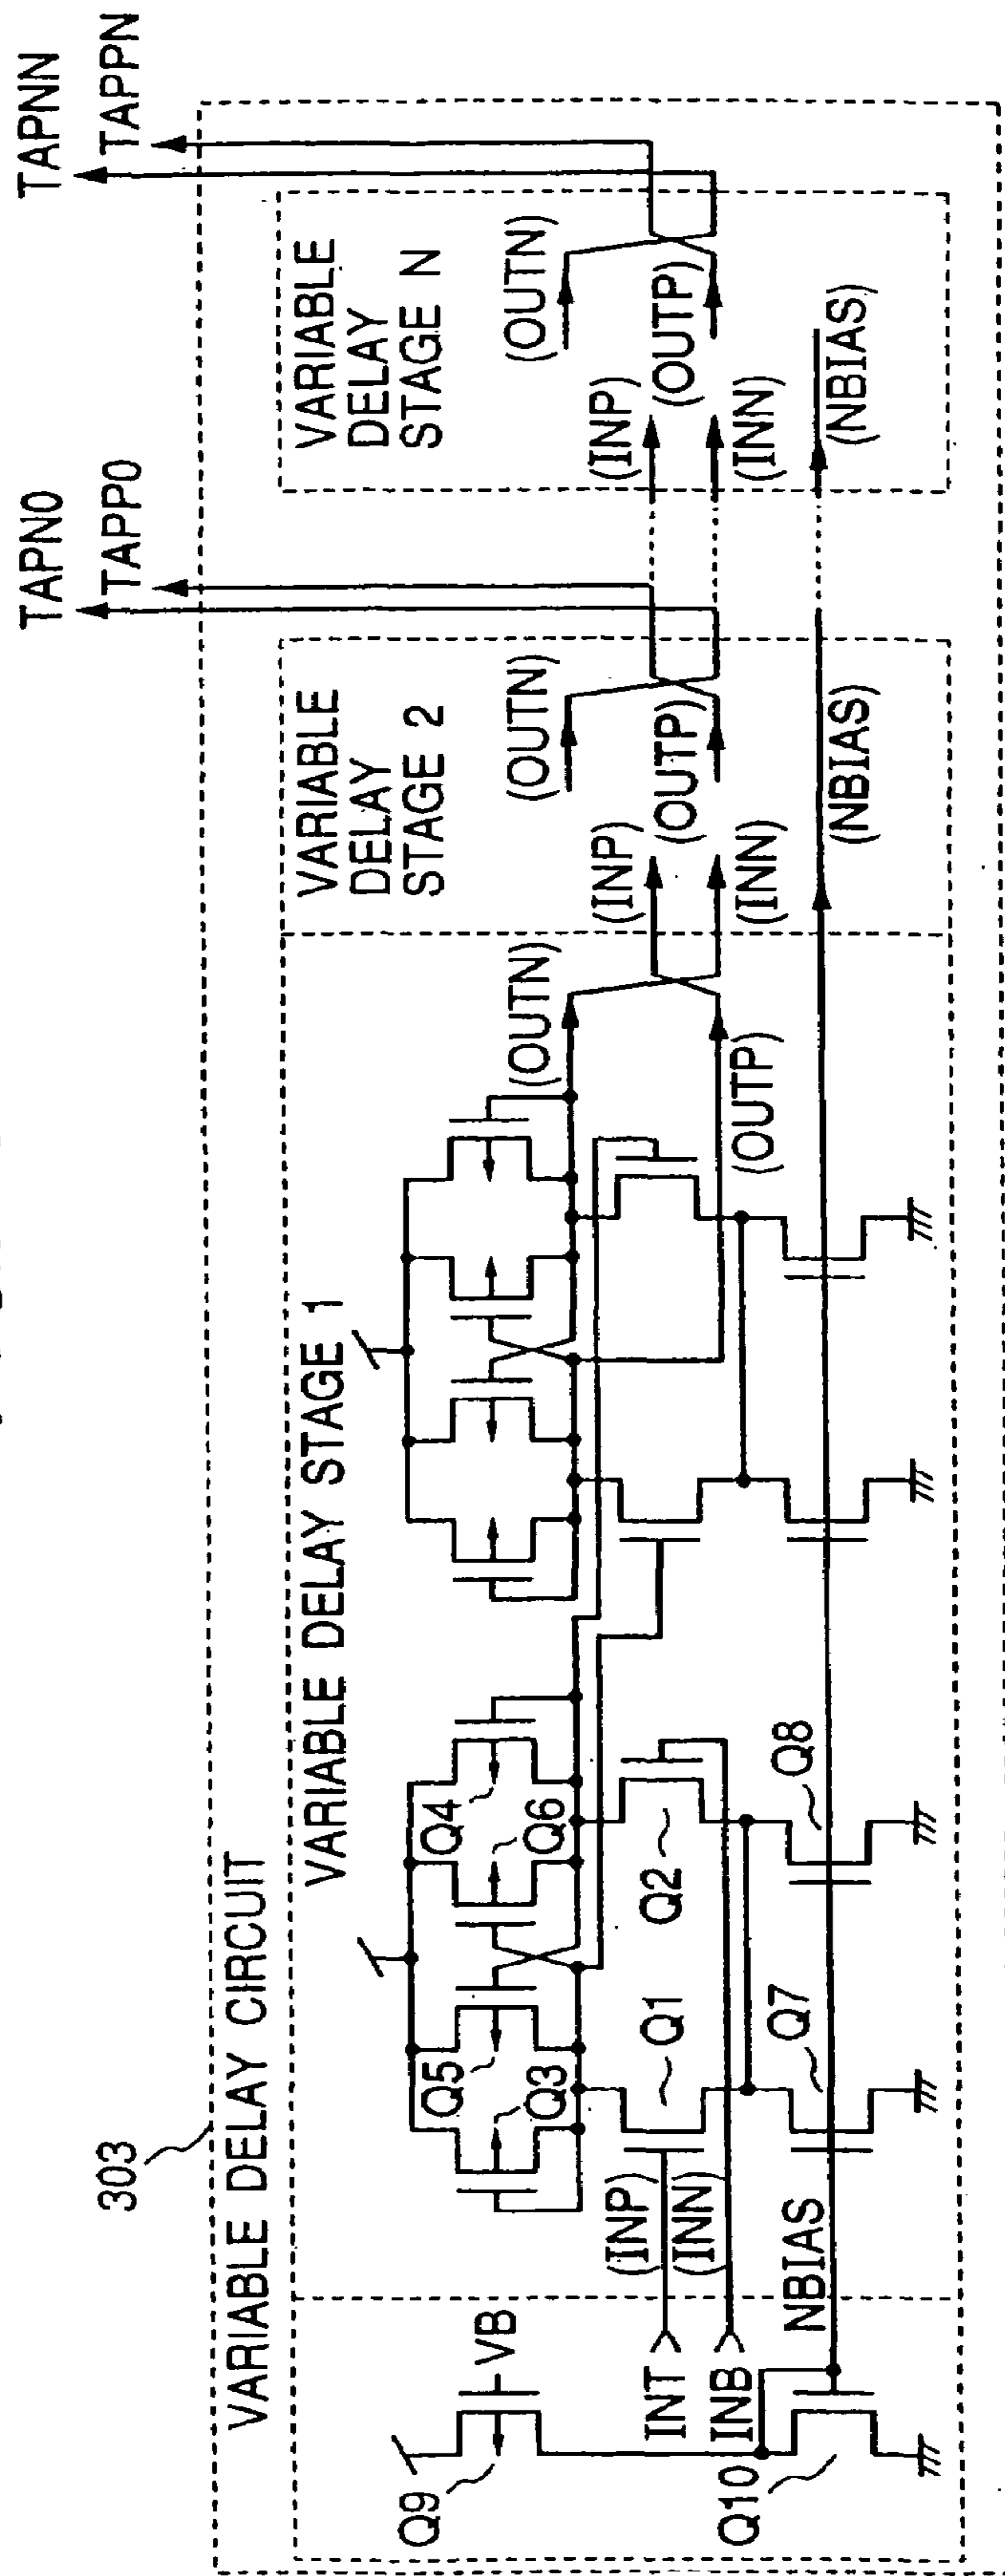 303
VARIABLE DELAY CIRCUIT
TAPN0
TAPP0
TAPNN
TAPPN
VARIABLE DELAY STAGE 1
VARIABLE
DELAY
STAGE 2
VARIABLE
DELAY
STAGE N
Q9
VB
Q5
Q3
Q4
Q6
(OUTN)
(OUTN)
(OUTN)
INT
(INP)
Q1
Q2
(INP)
(OUTP)
(INP)
(OUTP)
INB
(INN)
(OUTP)
(INN)
(INN)
Q10
NBIAS
Q7
Q8
(NBIAS)
(NBIAS)